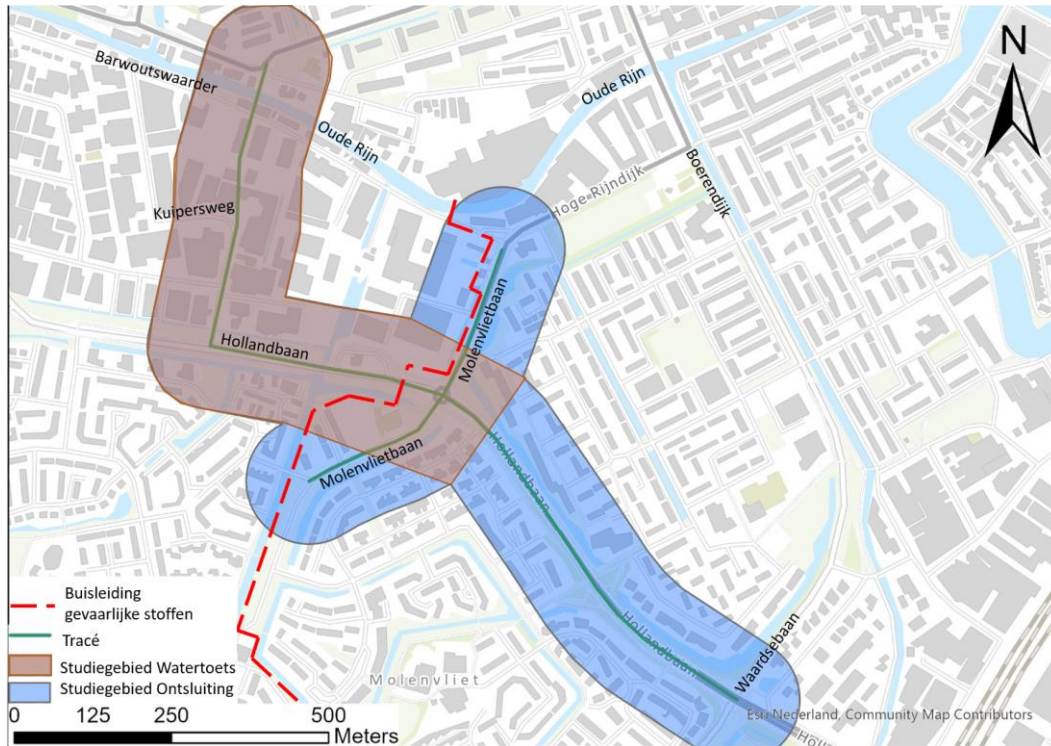 N
Barwoutswaarder
Oude Rijn
Oude Rijn
Boerendijk
Hoge Rijndijk
Kuipersweg
Molenvlietbaan
Hollandbaan
Molenvlietbaan
Hollandbaan
Hollandbaan
Waardsebaan
Molenvliet
Buisleiding
gevaarlijke stoffen
Tracé
Studiegebied Watertoets
Studiegebied Ontsluiting
0 125 250 500
Meters
Esri Nederland, Community Map Contributors